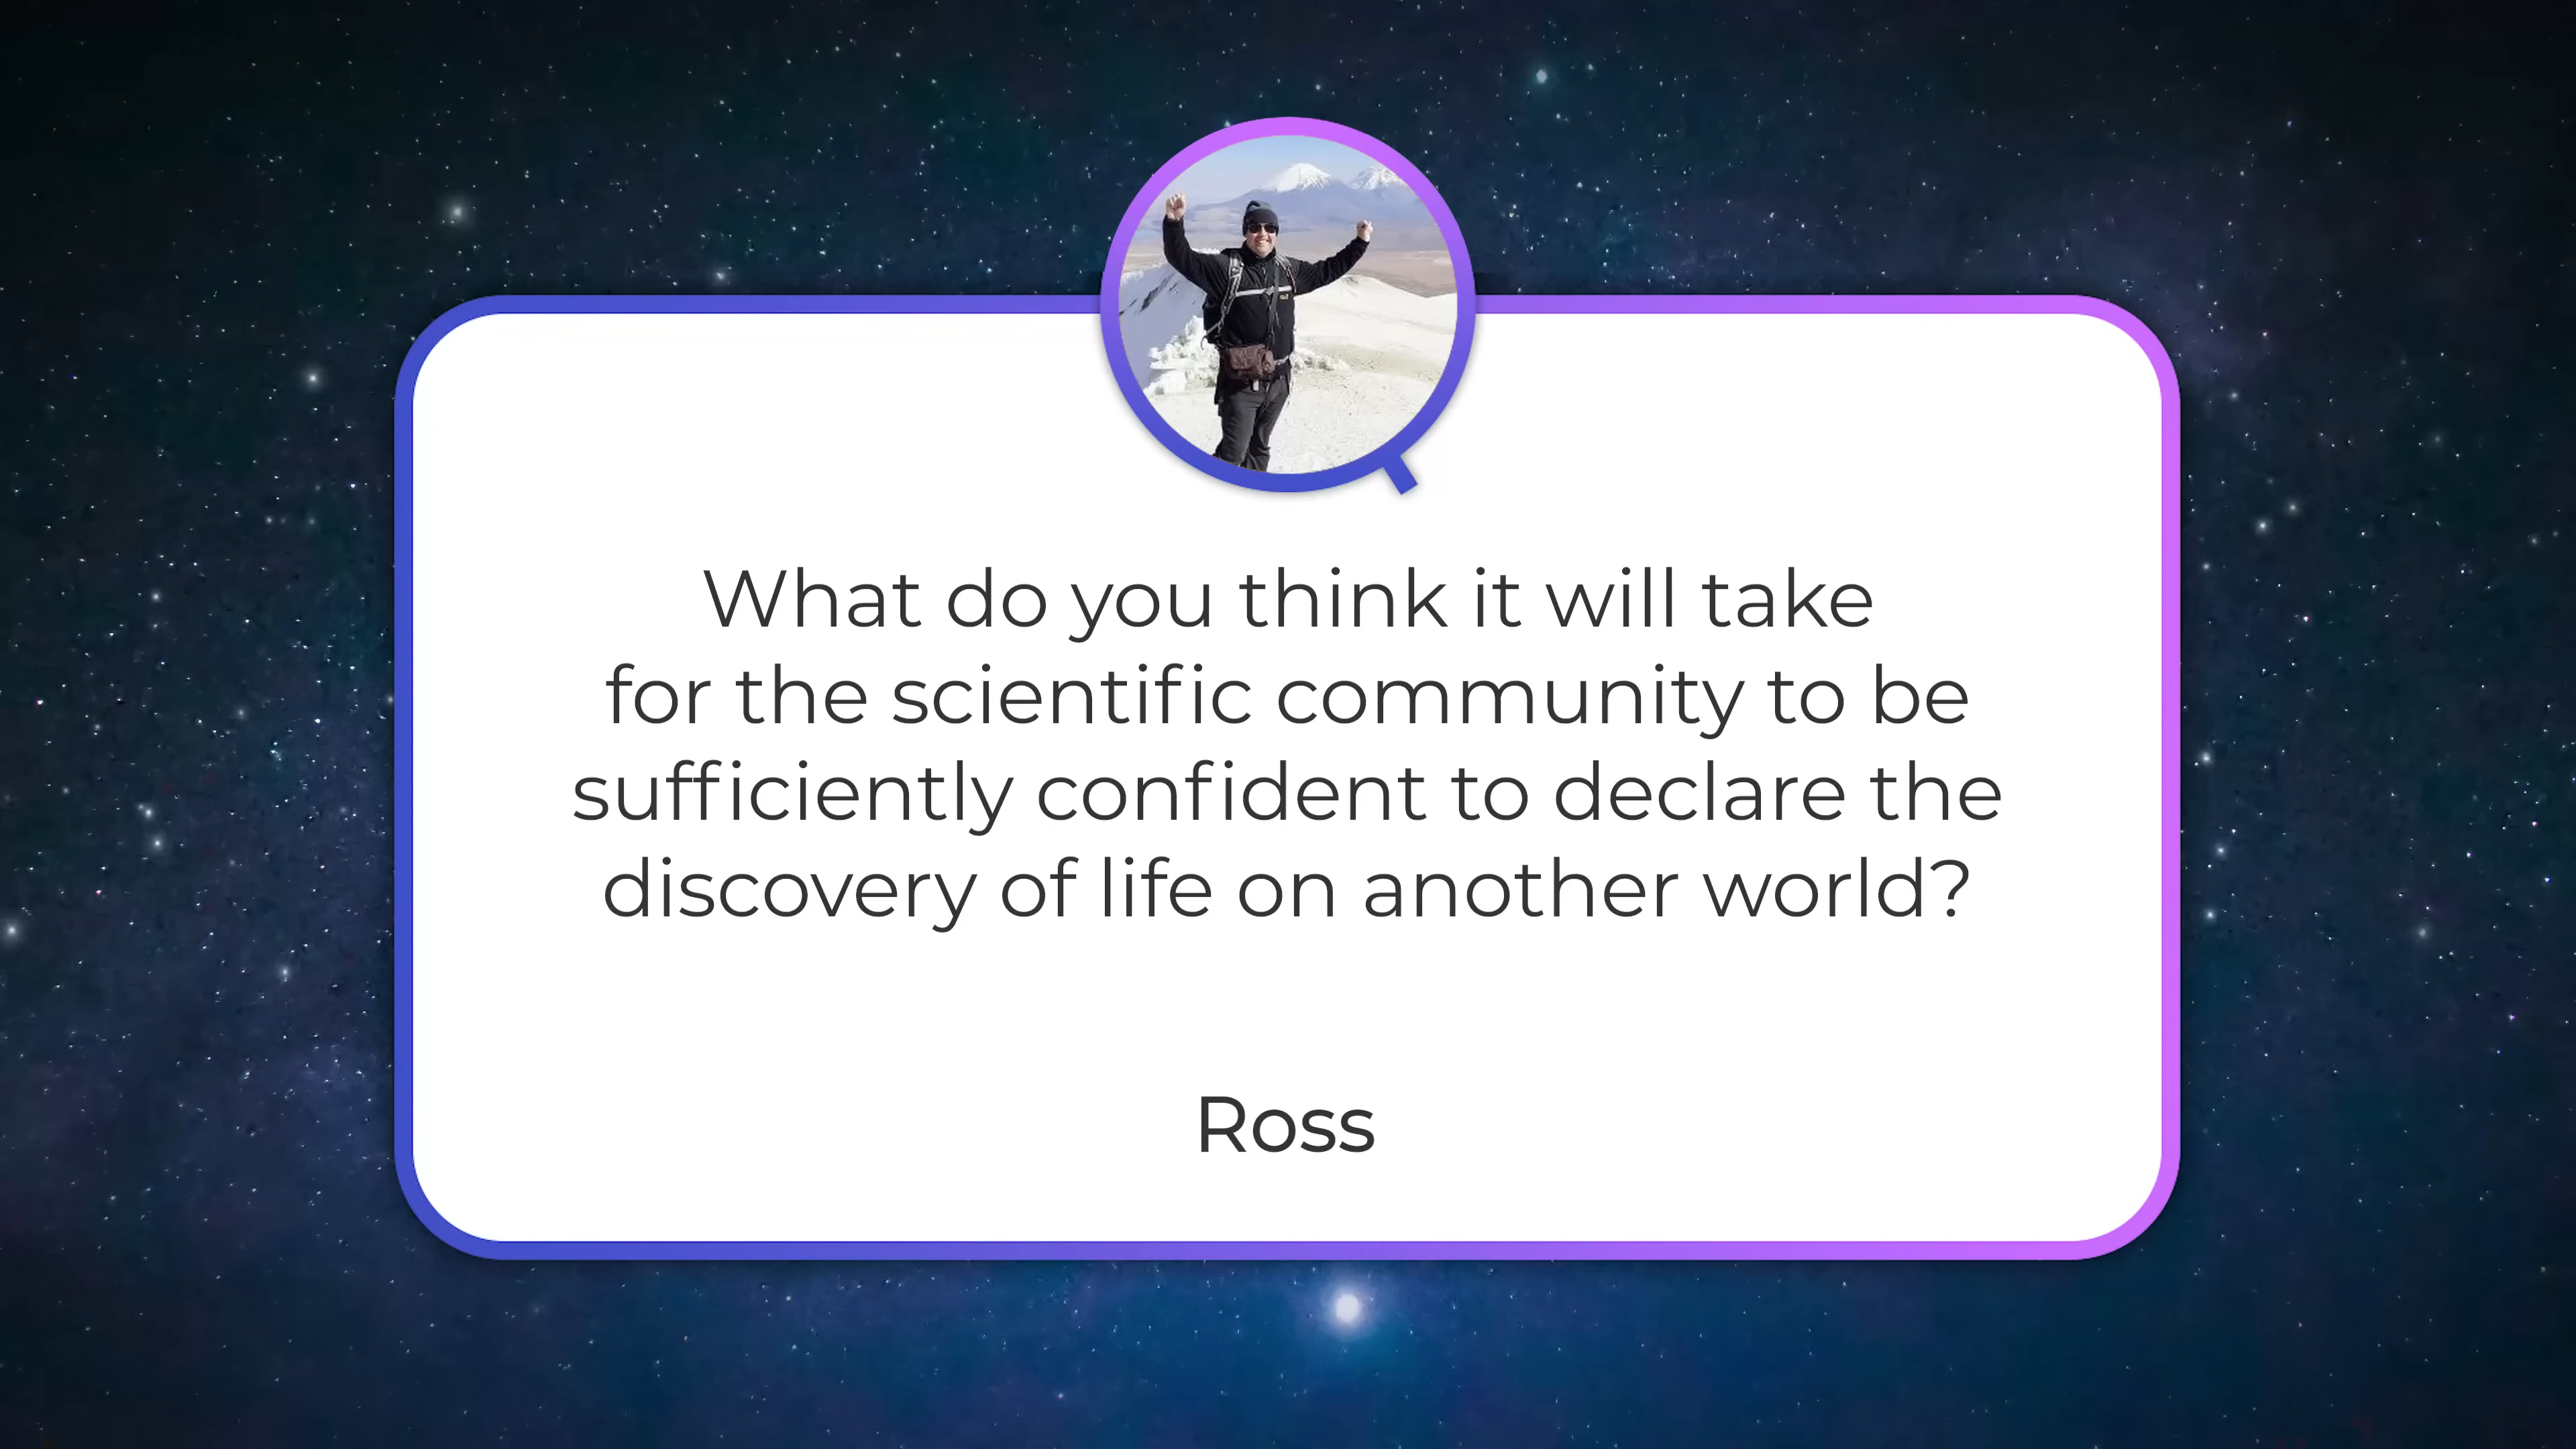 What do you think it will take
for the scientific community to be
sufficiently confident to declare the
discovery of life on another world?
Ross